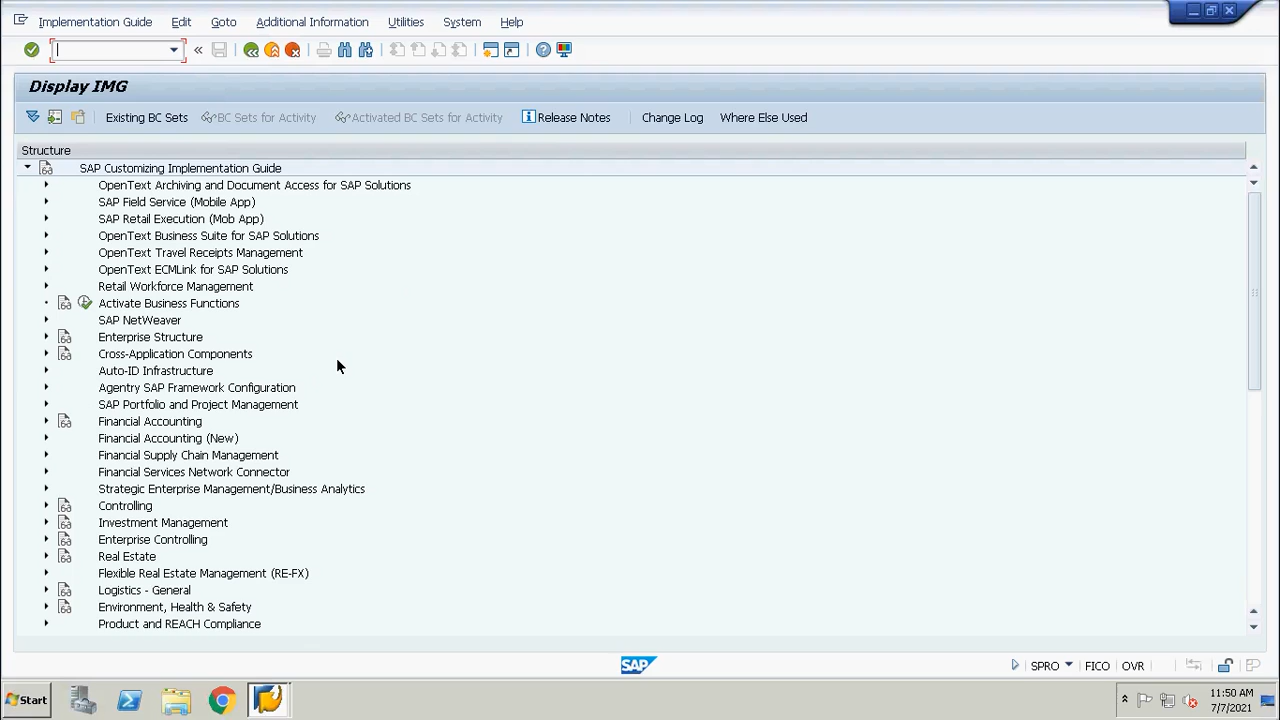 Implementation Guide Edit Goto Additional Information Utilities System Help
Display IMG
Existing BC Sets BC Sets for Activity Activated BC Sets for Activity Release Notes Change Log Where Else Used
Structure
SAP Customizing Implementation Guide
OpenText Archiving and Document Access for SAP Solutions
SAP Field Service (Mobile App)
SAP Retail Execution (Mob App)
OpenText Business Suite for SAP Solutions
OpenText Travel Receipts Management
OpenText ECMLink for SAP Solutions
Retail Workforce Management
Activate Business Functions
SAP NetWeaver
Enterprise Structure
Cross-Application Components
Auto-ID Infrastructure
Agentry SAP Framework Configuration
SAP Portfolio and Project Management
Financial Accounting
Financial Accounting (New)
Financial Supply Chain Management
Financial Services Network Connector
Strategic Enterprise Management/Business Analytics
Controlling
Investment Management
Enterprise Controlling
Real Estate
Flexible Real Estate Management (RE-FX)
Logistics - General
Environment, Health & Safety
Product and REACH Compliance
SAP SPRO FICO OVR
Start 11:50 AM
7/7/2021